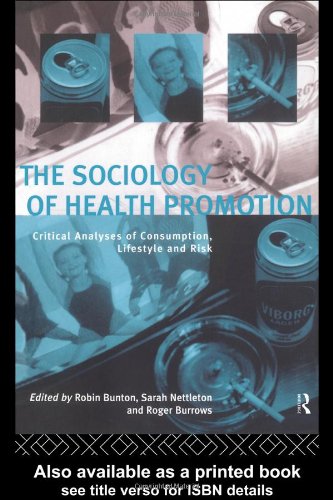 THE SOCIOLOGY
OF HEALTH PROMOTION
Critical Analyses of Consumption,
Lifestyle and Risk
VIBORG
LAGER
Edited by Robin Bunton, Sarah Nettleton
and Roger Burrows
Also available as a printed book
see title verso for ISBN details